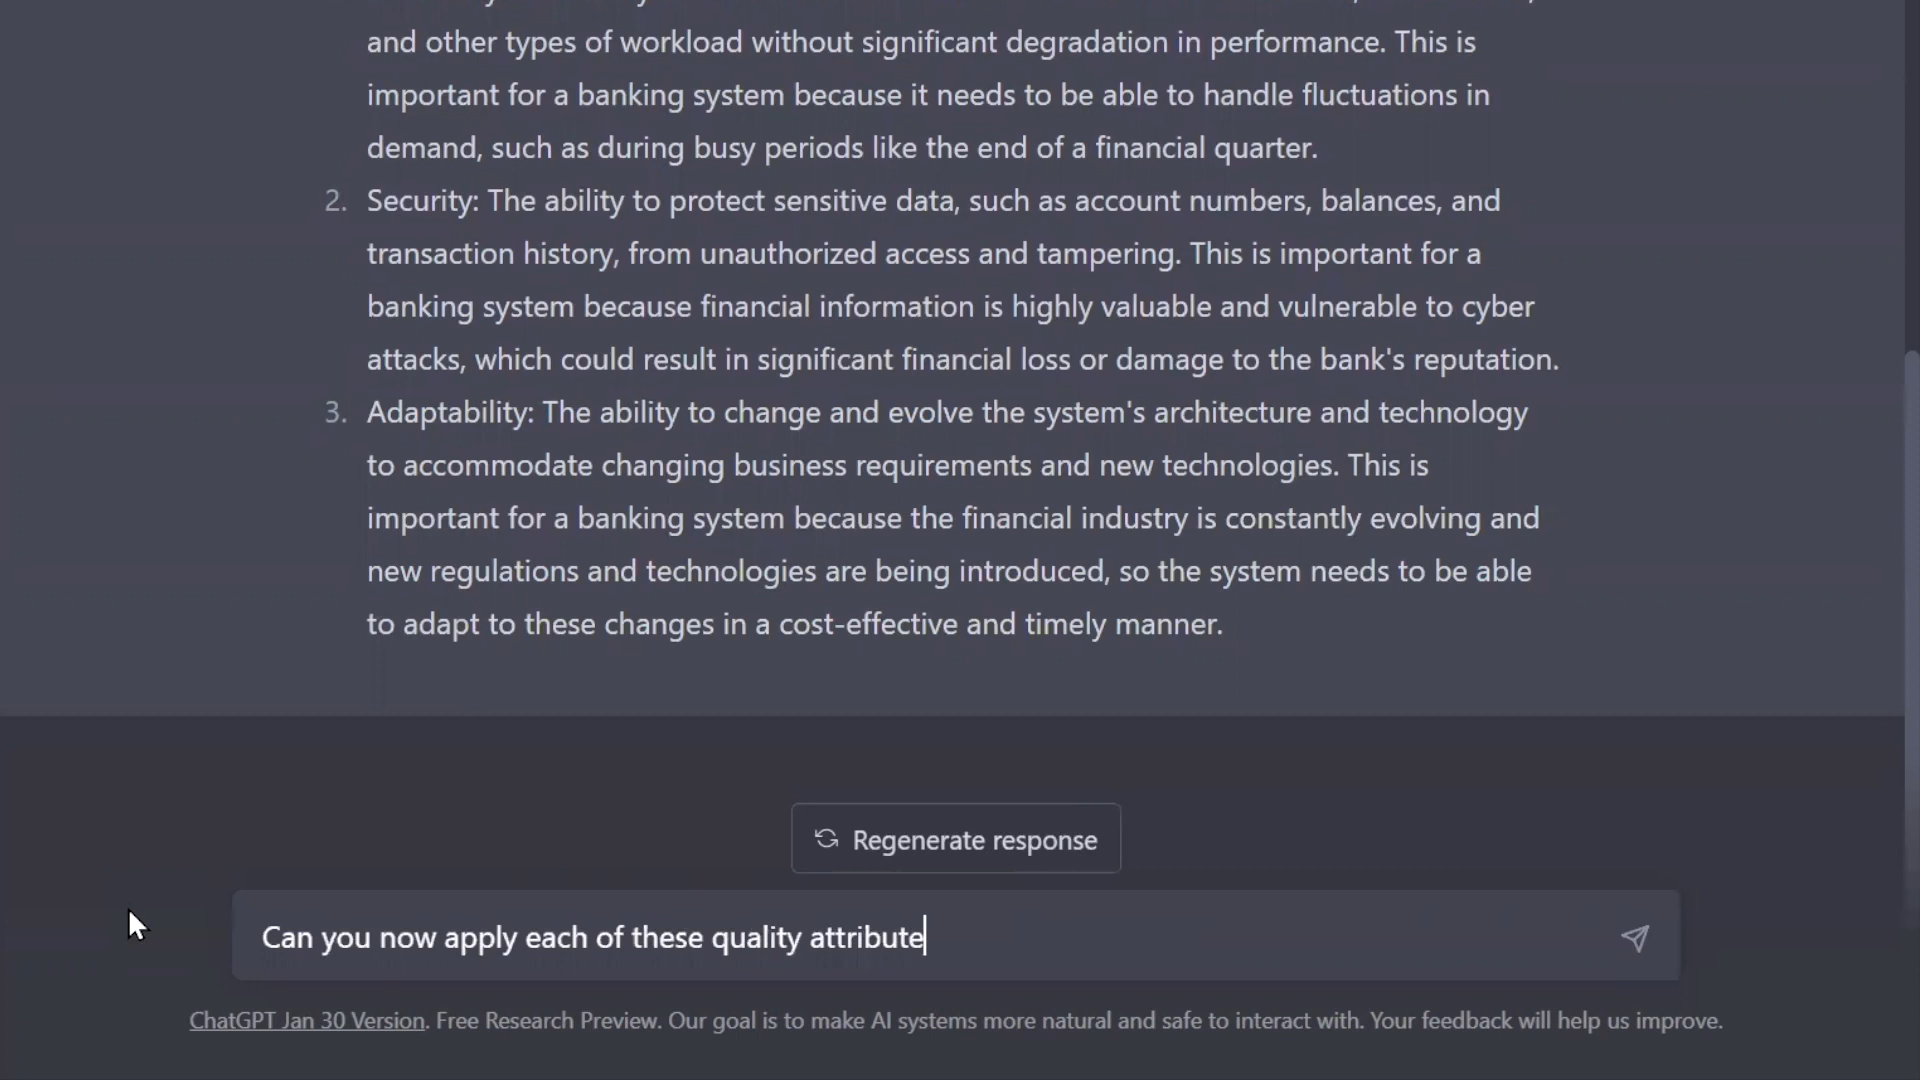 and other types of workload without significant degradation in performance. This is
important for a banking system because it needs to be able to handle fluctuations in
demand, such as during busy periods like the end of a financial quarter.
2. Security: The ability to protect sensitive data, such as account numbers, balances, and
transaction history, from unauthorized access and tampering. This is important for a
banking system because financial information is highly valuable and vulnerable to cyber
attacks, which could result in significant financial loss or damage to the bank's reputation.
3. Adaptability: The ability to change and evolve the system's architecture and technology
to accommodate changing business requirements and new technologies. This is
important for a banking system because the financial industry is constantly evolving and
new regulations and technologies are being introduced, so the system needs to be able
to adapt to these changes in a cost-effective and timely manner.
Regenerate response
Can you now apply each of these quality attribute
ChatGPT Jan 30 Version. Free Research Preview. Our goal is to make AI systems more natural and safe to interact with. Your feedback will help us improve.